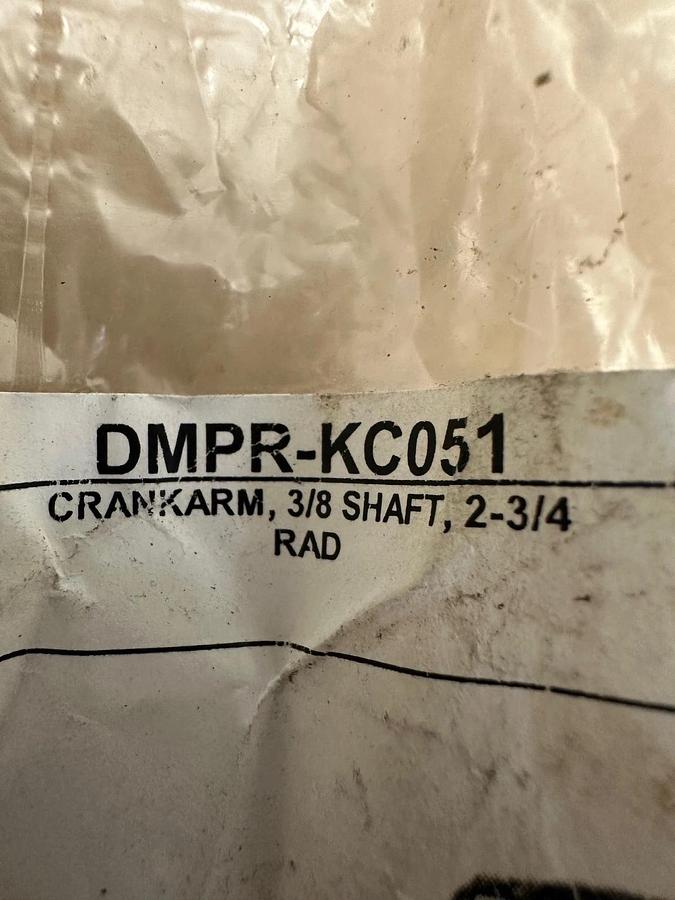 DMPR-KC051
CRANKARM, 3/8 SHAFT, 2-3/4
RAD